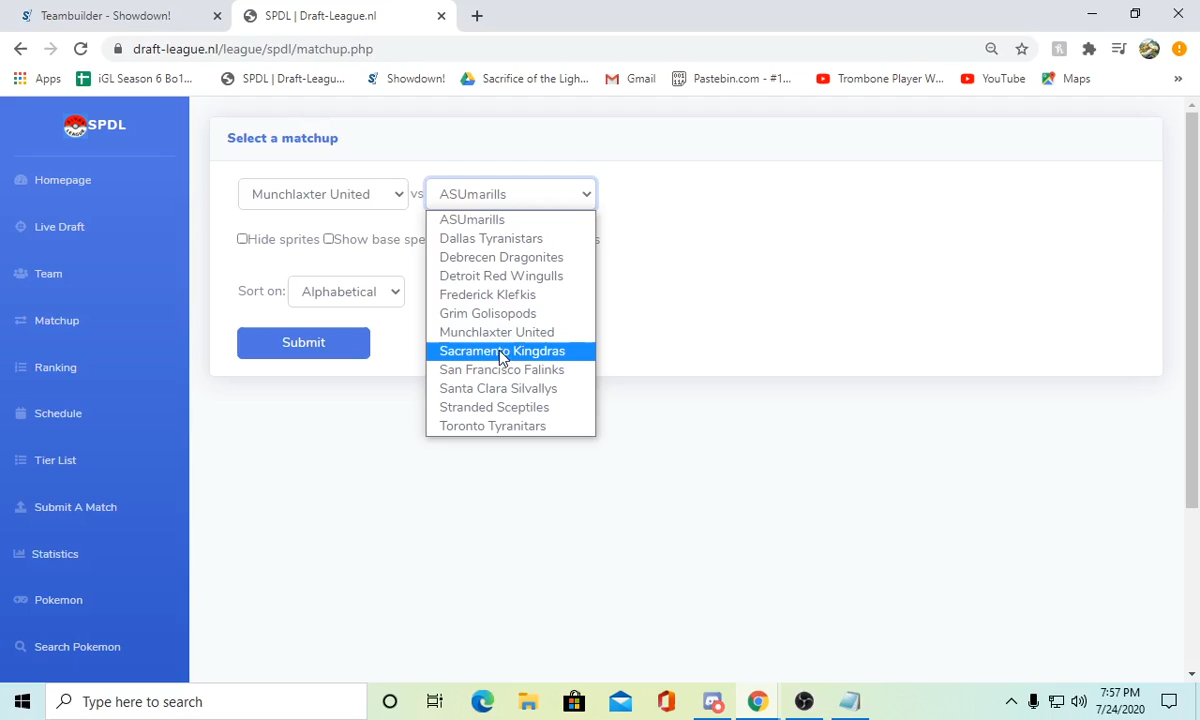 Teambuilder - Showdown!
SPDL | Draft-League.nl
draft-league.nl/league/spdl/matchup.php
Apps
iGL Season 6 Bo1...
SPDL | Draft-Leagu...
Showdown!
Sacrifice of the Ligh...
Gmail
Pastebin.com - #1...
Trombone Player W...
YouTube
Maps
»
SPDL
Homepage
Live Draft
Team
Matchup
Ranking
Schedule
Tier List
Submit A Match
Statistics
Pokemon
Search Pokemon
Select a matchup
Munchlaxter United vs ASUmarills
ASUmarills
Dallas Tyranistars
Debrecen Dragonites
Detroit Red Wingulls
Frederick Klefkis
Grim Golisopods
Munchlaxter United
Sacramento Kingdras
San Francisco Falinks
Santa Clara Silvallys
Stranded Sceptiles
Toronto Tyranitars
Hide sprites Show base spe s
Sort on: Alphabetical
Submit
Type here to search
7:57 PM
7/24/2020